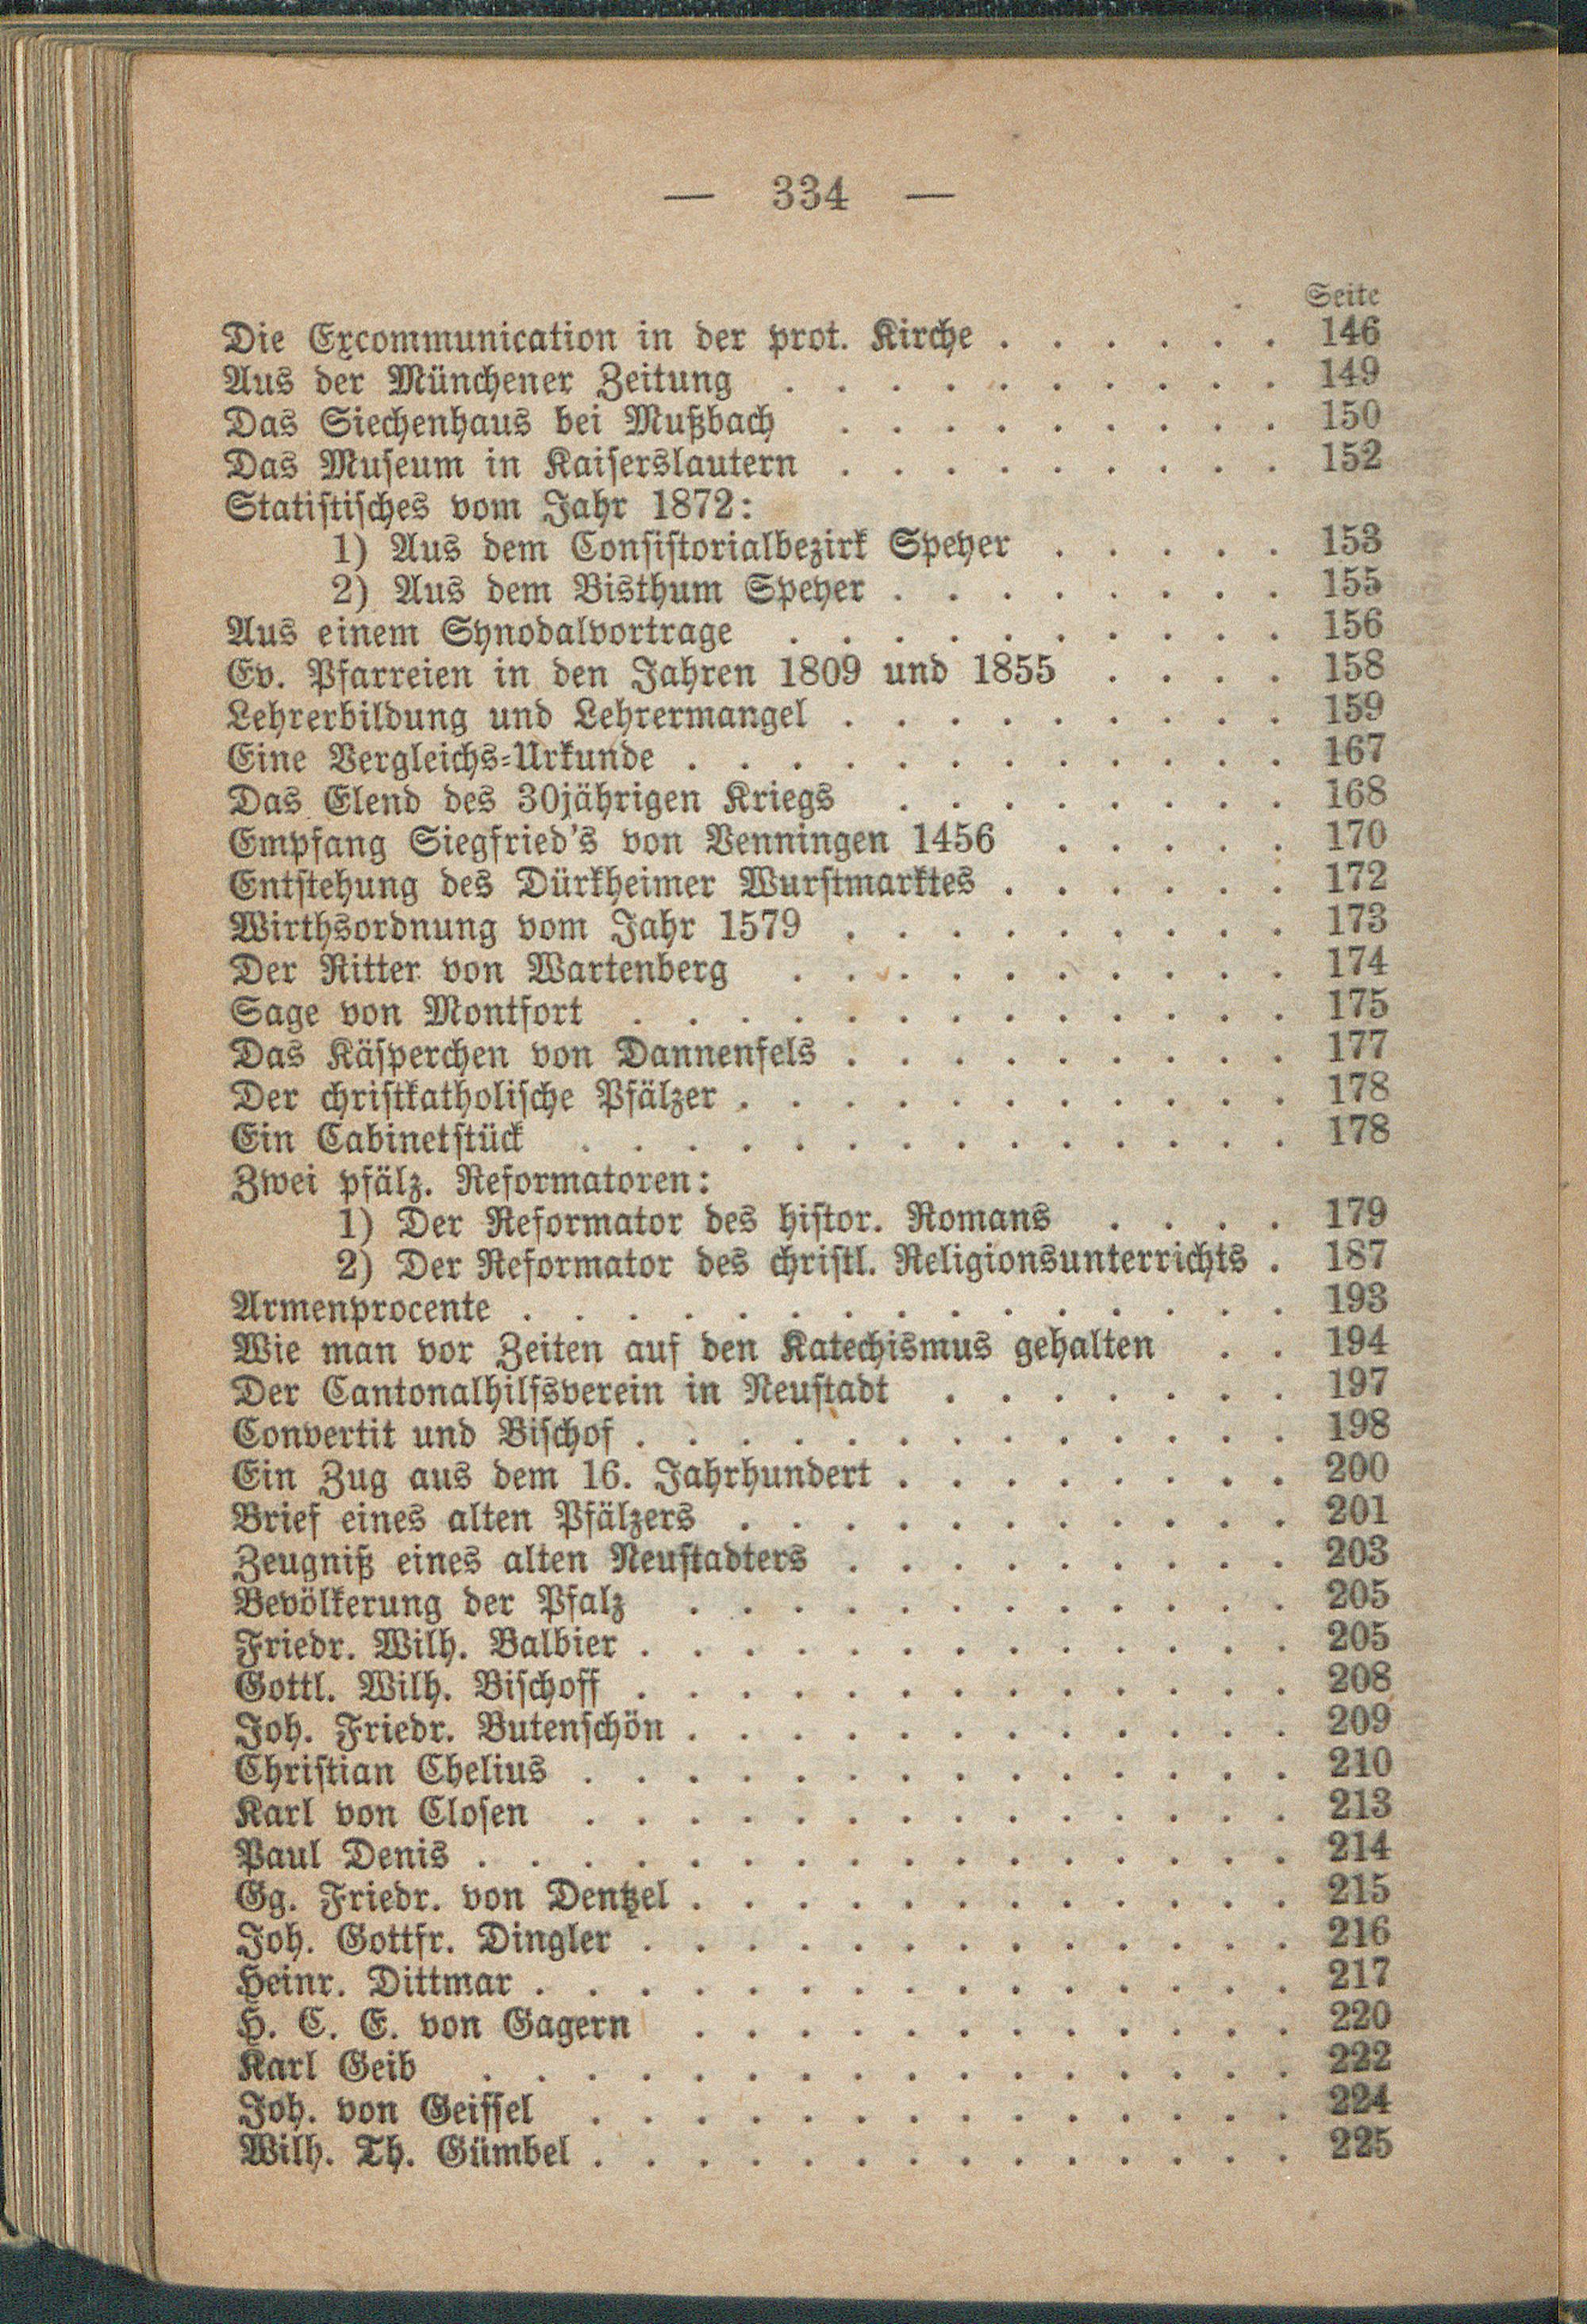 — 334 —
Seite
Die Excommunication in der prot. Kirche . . . . . . 146
Aus der Münchener Zeitung . . . . . . . . . . 149
Das Siechenhaus bei Mußbach . . . . . . . . . 150
Das Museum in Kaiserslautern . . . . . . . . . 152
Statistisches vom Jahr 1872:
1) Aus dem Consistorialbezirk Speyer . . . . . 153
2) Aus dem Bisthum Speyer . . . . . . . . 155
Aus einem Synodalvortrage . . . . . . . . . . 156
Ev. Pfarreien in den Jahren 1809 und 1855 . . . . 158
Lehrerbildung und Lehrermangel . . . . . . . . . 159
Eine Vergleichs-Urkunde . . . . . . . . . . . . 167
Das Elend des 30jährigen Kriegs . . . . . . . . 168
Empfang Siegfried's von Venningen 1456 . . . . . 170
Entstehung des Dürkheimer Wurstmarktes . . . . . . 172
Wirthsordnung vom Jahr 1579 . . . . . . . . . 173
Der Ritter von Wartenberg . . . . . . . . . . 174
Sage von Montfort . . . . . . . . . . . . . 175
Das Käsperchen von Dannenfels . . . . . . . . . 177
Der christkatholische Pfälzer . . . . . . . . . . . 178
Ein Cabinetstück . . . . . . . . . . . . . . 178
Zwei pfälz. Reformatoren:
1) Der Reformator des histor. Romans . . . . 179
2) Der Reformator des christl. Religionsunterrichts . 187
Armenprocente . . . . . . . . . . . . . . . 193
Wie man vor Zeiten auf den Katechismus gehalten . . 194
Der Cantonalhilfsverein in Neustadt . . . . . . . 197
Convertit und Bischof . . . . . . . . . . . . . 198
Ein Zug aus dem 16. Jahrhundert . . . . . . . . 200
Brief eines alten Pfälzers . . . . . . . . . . . 201
Zeugniß eines alten Neustadters . . . . . . . . . 203
Bevölkerung der Pfalz . . . . . . . . . . . . 205
Friedr. Wilh. Balbier . . . . . . . . . . . . . 205
Gottl. Wilh. Bischoff . . . . . . . . . . . . . 208
Joh. Friedr. Butenschön . . . . . . . . . . . . 209
Christian Chelius . . . . . . . . . . . . . . 210
Karl von Closen . . . . . . . . . . . . . . 213
Paul Denis . . . . . . . . . . . . . . . . 214
Gg. Friedr. von Dentzel . . . . . . . . . . . . 215
Joh. Gottfr. Dingler . . . . . . . . . . . . . 216
Heinr. Dittmar . . . . . . . . . . . . . . . 217
H. C. E. von Gagern . . . . . . . . . . . . 220
Karl Geib . . . . . . . . . . . . . . . . 222
Joh. von Geissel . . . . . . . . . . . . . . 224
Wilh. Th. Gümbel . . . . . . . . . . . . . . 225